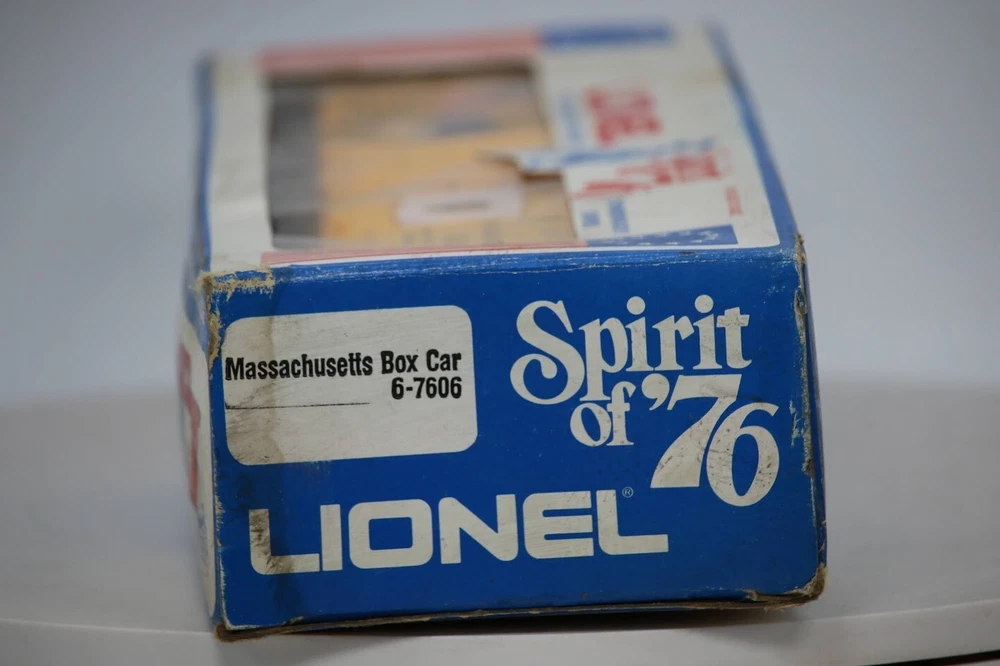 Massachusetts Box Car
6-7606
Spirit
of '76
LIONEL®